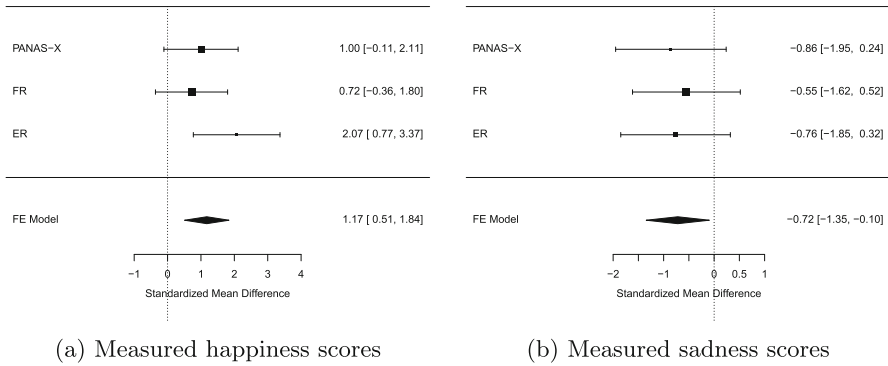 PANAS−X 1.00 [−0.11, 2.11]
FR 0.72 [−0.36, 1.80]
ER 2.07 [ 0.77, 3.37]
FE Model 1.17 [ 0.51, 1.84]
−1 0 1 2 3 4
Standardized Mean Difference
(a) Measured happiness scores
PANAS−X −0.86 [−1.95, 0.24]
FR −0.55 [−1.62, 0.52]
ER −0.76 [−1.85, 0.32]
FE Model −0.72 [−1.35, −0.10]
−2 −1 0 0.5 1
Standardized Mean Difference
(b) Measured sadness scores